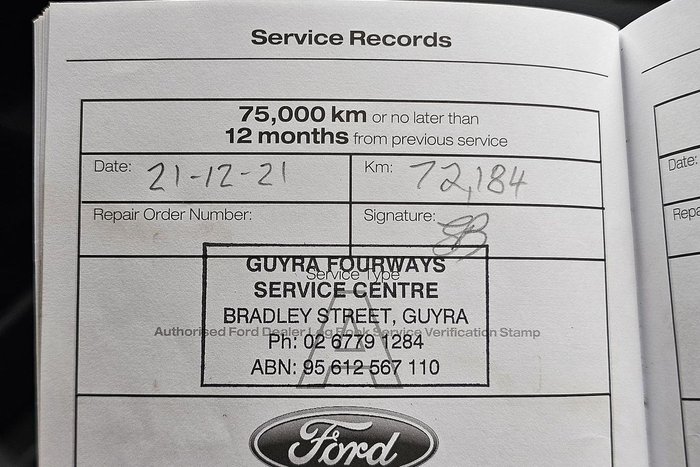 Service Records
75,000 km or no later than
12 months from previous service
Date: 21-12-21
Km: 72,184
Repair Order Number:
Signature:
Service Type
A
GUYRA FOURWAYS
SERVICE CENTRE
BRADLEY STREET, GUYRA
Authorised Ford Dealer Log Book Service Verification Stamp
Ph: 02 6779 1284
ABN: 95 612 567 110
Ford
Date: